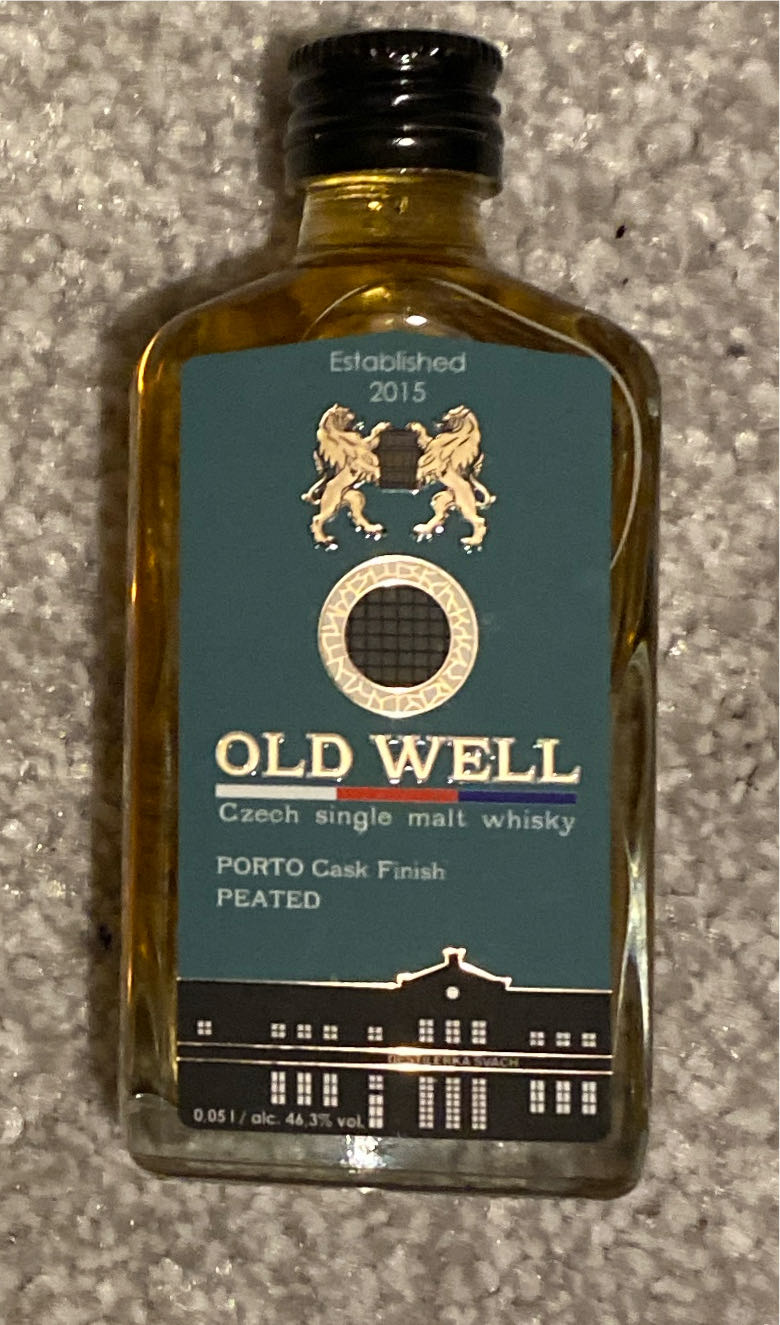 Established
2015
OLD WELL
Czech single malt whisky
PORTO Cask Finish
PEATED
DESTILERKA SVACH
0,05 l / alc. 46,3% vol.